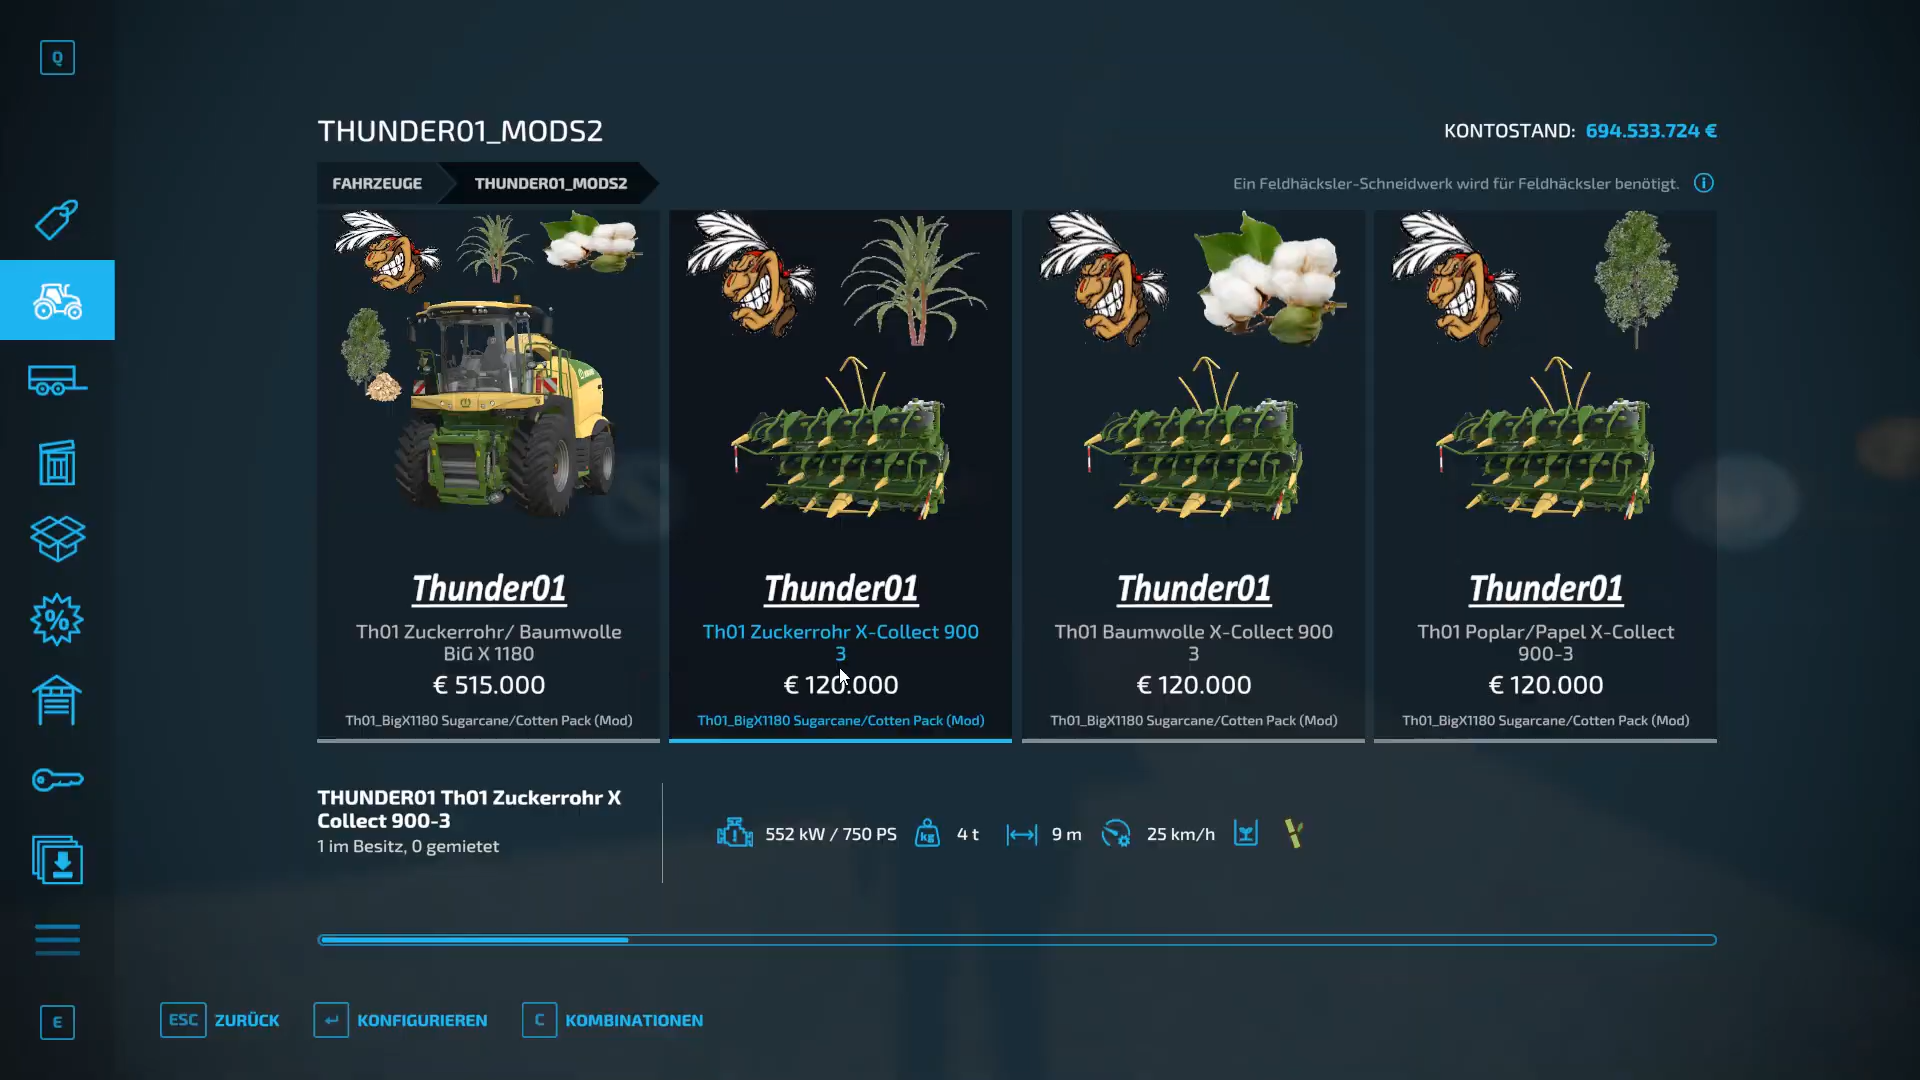 Q
THUNDER01_MODS2
KONTOSTAND: 694.533.724 €
FAHRZEUGE
THUNDER01_MODS2
Ein Feldhäcksler-Schneidwerk wird für Feldhäcksler benötigt.
Thunder01
Th01 Zuckerrohr/ Baumwolle
BiG X 1180
€ 515.000
Th01_BigX1180 Sugarcane/Cotten Pack (Mod)
Thunder01
Th01 Zuckerrohr X-Collect 900
3
€ 120.000
Th01_BigX1180 Sugarcane/Cotten Pack (Mod)
Thunder01
Th01 Baumwolle X-Collect 900
3
€ 120.000
Th01_BigX1180 Sugarcane/Cotten Pack (Mod)
Thunder01
Th01 Poplar/Papel X-Collect
900-3
€ 120.000
Th01_BigX1180 Sugarcane/Cotten Pack (Mod)
THUNDER01 Th01 Zuckerrohr X
Collect 900-3
1 im Besitz, 0 gemietet
552 kW / 750 PS
kg
4 t
9 m
25 km/h
E
ESC ZURÜCK
KONFIGURIEREN
C KOMBINATIONEN